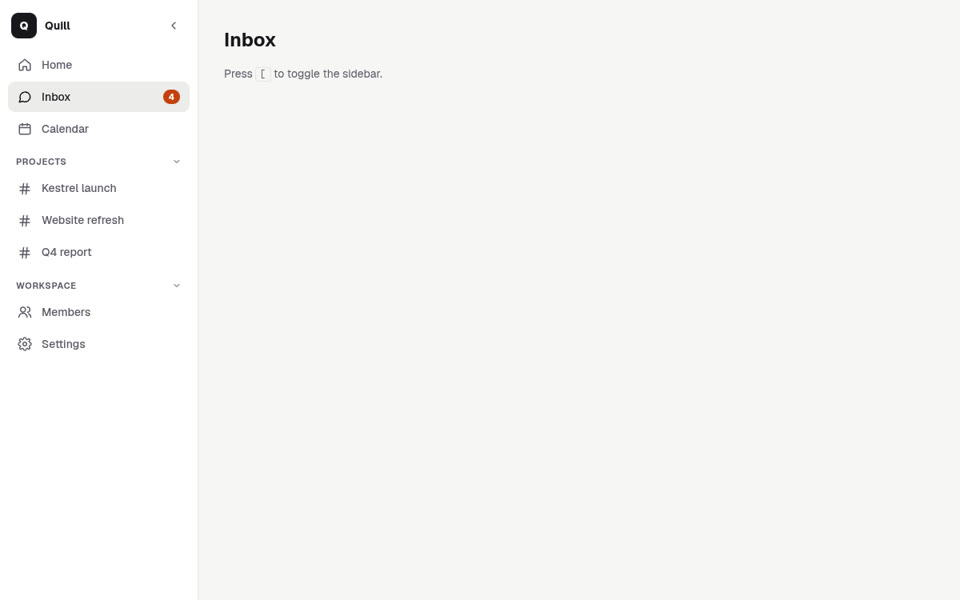 Q Quill
Home
Inbox 4
Calendar
PROJECTS
Kestrel launch
Website refresh
Q4 report
WORKSPACE
Members
Settings
Inbox
Press [ to toggle the sidebar.